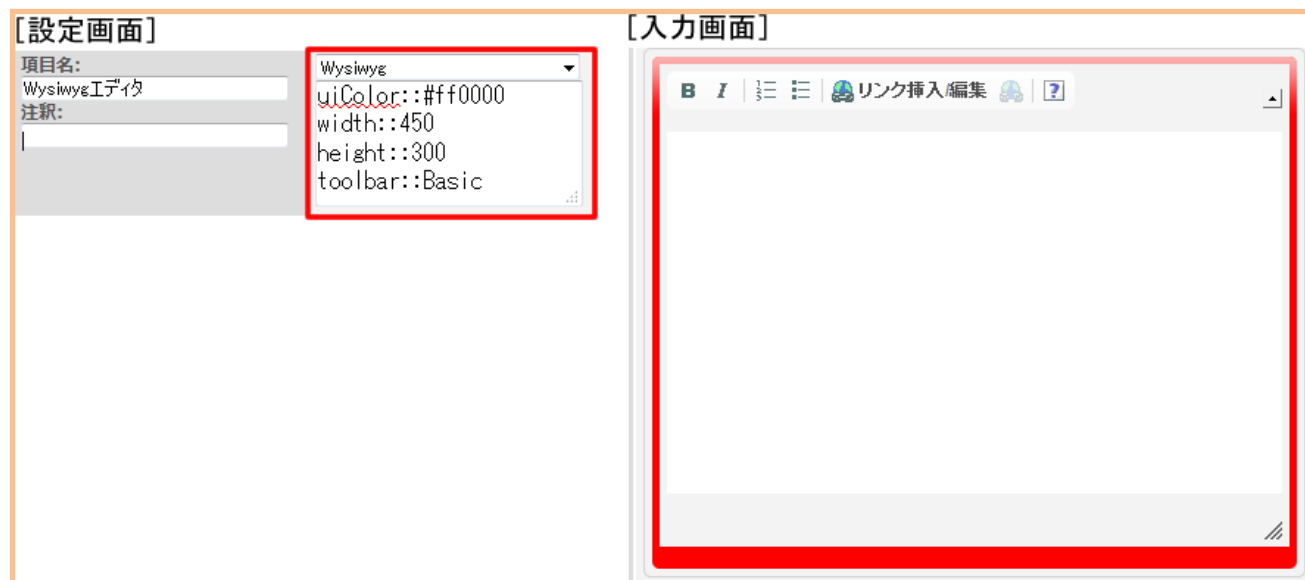 [設定画面]
項目名:
Wysiwygエディタ
注釈:
Wysiwyg
uiColor::#ff0000
width::450
height::300
toolbar::Basic
[入力画面]
B I リンク挿入/編集 ?